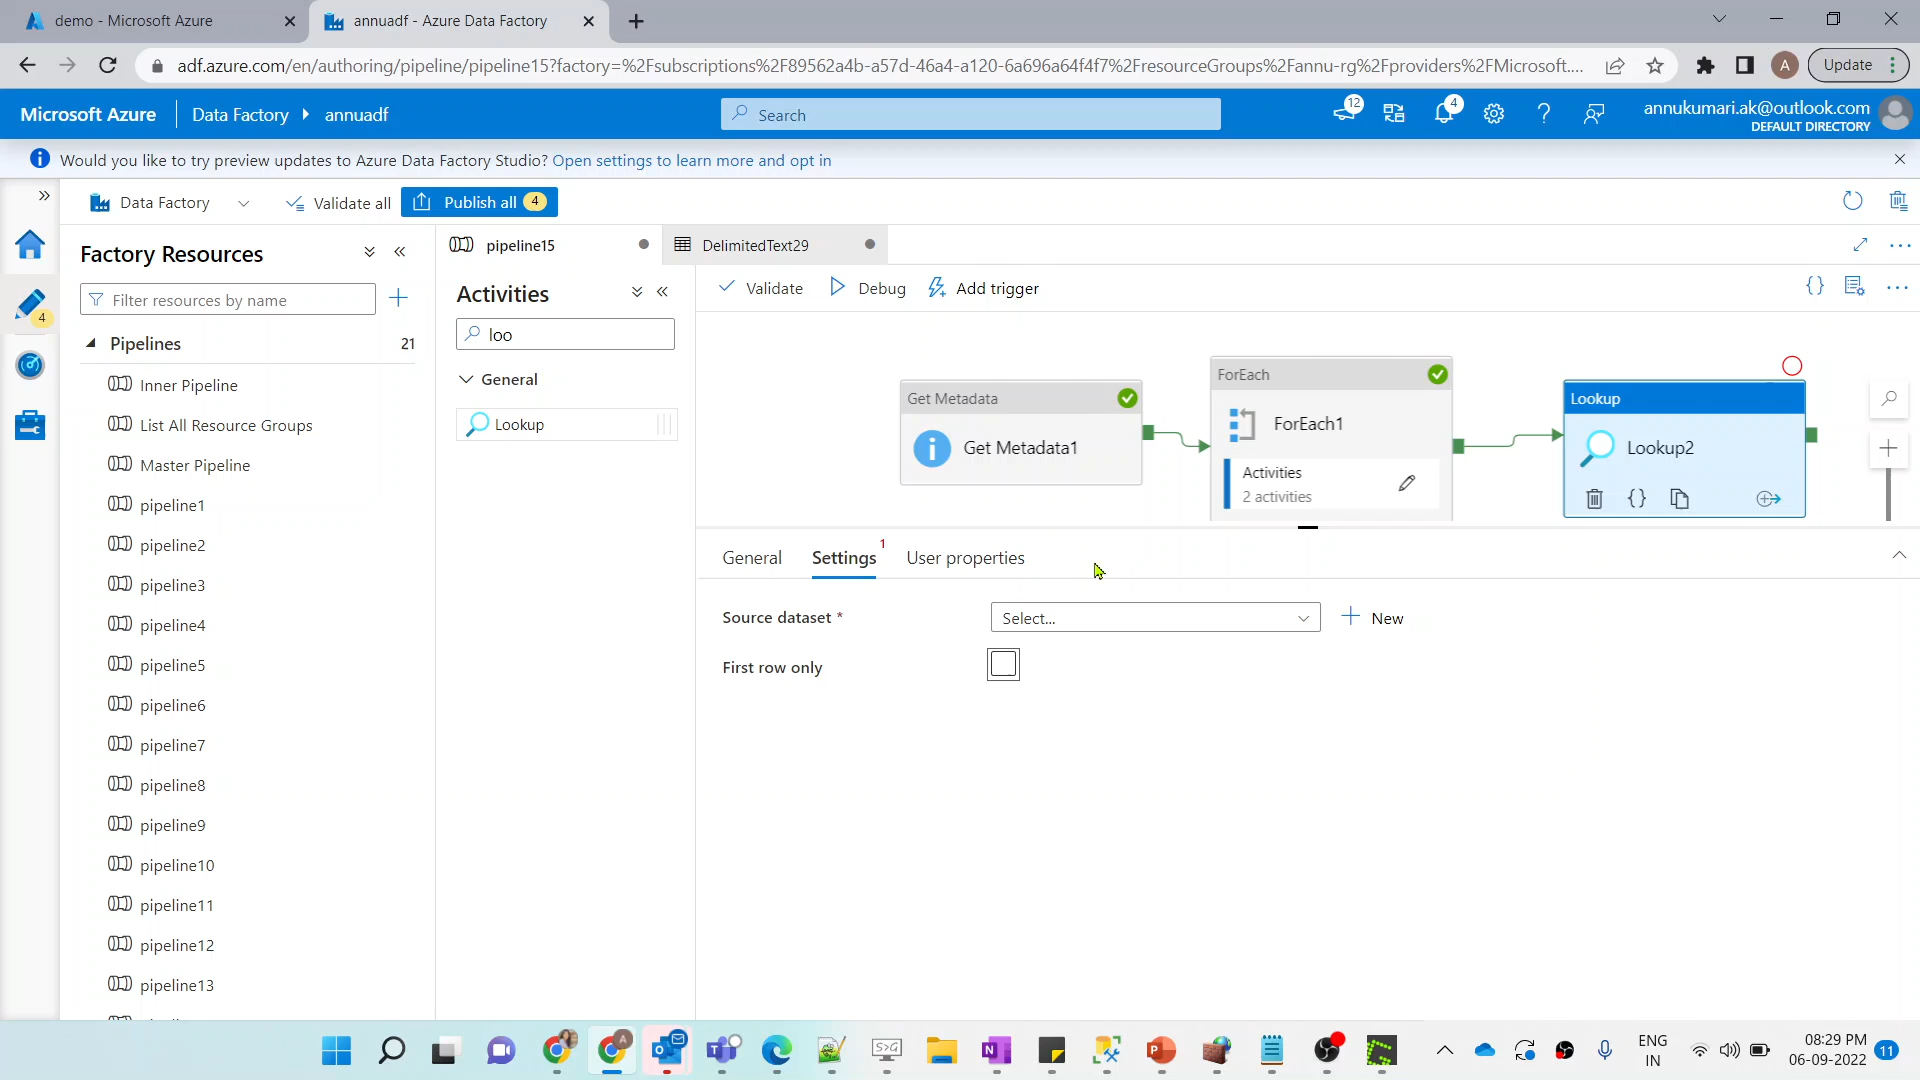 demo - Microsoft Azure
annuadf - Azure Data Factory
adf.azure.com/en/authoring/pipeline/pipeline15?factory=%2Fsubscriptions%2F89562a4b-a57d-46a4-a120-6a696a64f4f7%2FresourceGroups%2Fannu-rg%2Fproviders%2FMicrosoft....
A
Update
Microsoft Azure
Data Factory
annuadf
Search
12
4
annukumari.ak@outlook.com
DEFAULT DIRECTORY
Would you like to try preview updates to Azure Data Factory Studio? Open settings to learn more and opt in
Data Factory
Validate all
Publish all 4
Factory Resources
Filter resources by name
4
Pipelines 21
Inner Pipeline
List All Resource Groups
Master Pipeline
pipeline1
pipeline2
pipeline3
pipeline4
pipeline5
pipeline6
pipeline7
pipeline8
pipeline9
pipeline10
pipeline11
pipeline12
pipeline13
pipeline15
DelimitedText29
Activities
loo
General
Lookup
Validate
Debug
Add trigger
Get Metadata
Get Metadata1
ForEach
ForEach1
Activities
2 activities
Lookup
Lookup2
General
Settings 1
User properties
Source dataset *
Select...
New
First row only
ENG
IN
08:29 PM
06-09-2022
11